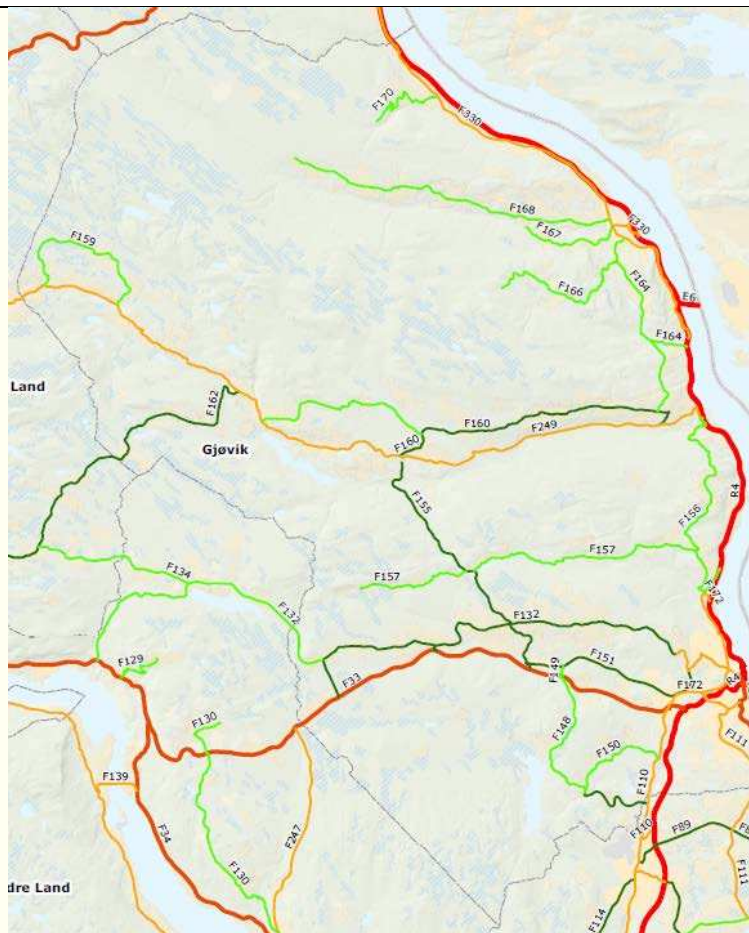 F170
F330
F168
F330
F167
F159
F166
F164
E6
F164
Land
F162
F160
F249
Gjøvik
F160
F155
R4
F156
F157
F157
F134
F172
F132
F132
F151
F149
F129
F33
F172
R4
F130
F148
F111
F150
F139
F110
F34
F247
F110
F89
F130
F111
dre Land
F114